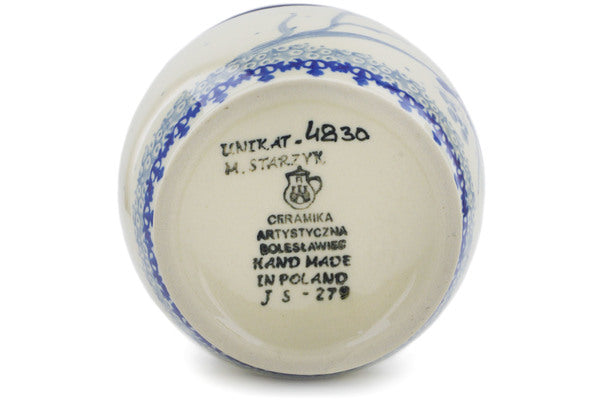 UNIKAT-4830
M. STARZYK
CERAMIKA
ARTYSTYCZNA
BOLESŁAWIEC
HAND MADE
IN POLAND
J S - 279